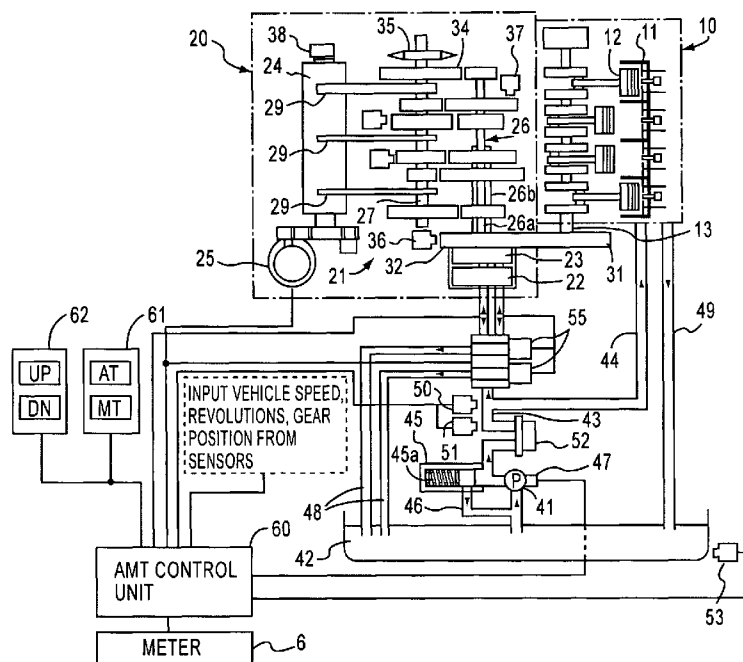 38
35
34
37
20
24
12
11
10
29
26
29
29
27
26b
26a
13
36
25
21
32
23
31
22
62
61
55
44
49
UP
AT
DN
MT
INPUT VEHICLE SPEED,
REVOLUTIONS, GEAR
POSITION FROM
SENSORS
50
43
45
51
52
45a
47
P
48
46
41
60
42
AMT CONTROL
UNIT
53
METER
6